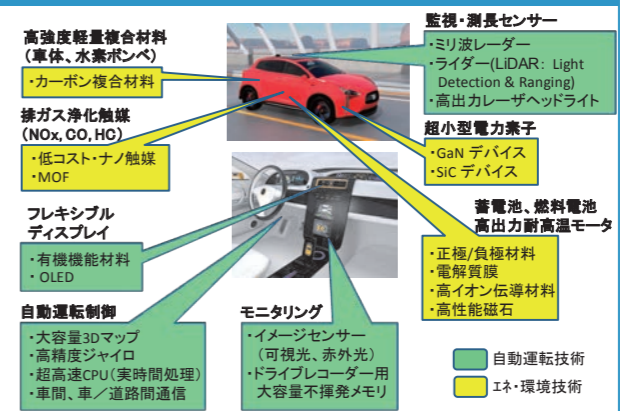 高強度軽量複合材料
(車体、水素ボンベ)
・カーボン複合材料
排ガス浄化触媒
(NOx, CO, HC)
・低コスト・ナノ触媒
・MOF
フレキシブル
ディスプレイ
・有機機能材料
・OLED
自動運転制御
・大容量3Dマップ
・高精度ジャイロ
・超高速CPU(実時間処理)
・車間、車/道路間通信
モニタリング
・イメージセンサー
(可視光、赤外光)
・ドライブレコーダー用
大容量不揮発メモリ
監視・測長センサー
・ミリ波レーダー
・ライダー(LiDAR: Light
Detection & Ranging)
・高出力レーザヘッドライト
超小型電力素子
・GaN デバイス
・SiC デバイス
蓄電池、燃料電池
高出力耐高温モータ
・正極/負極材料
・電解質膜
・高イオン伝導材料
・高性能磁石
自動運転技術
エネ・環境技術